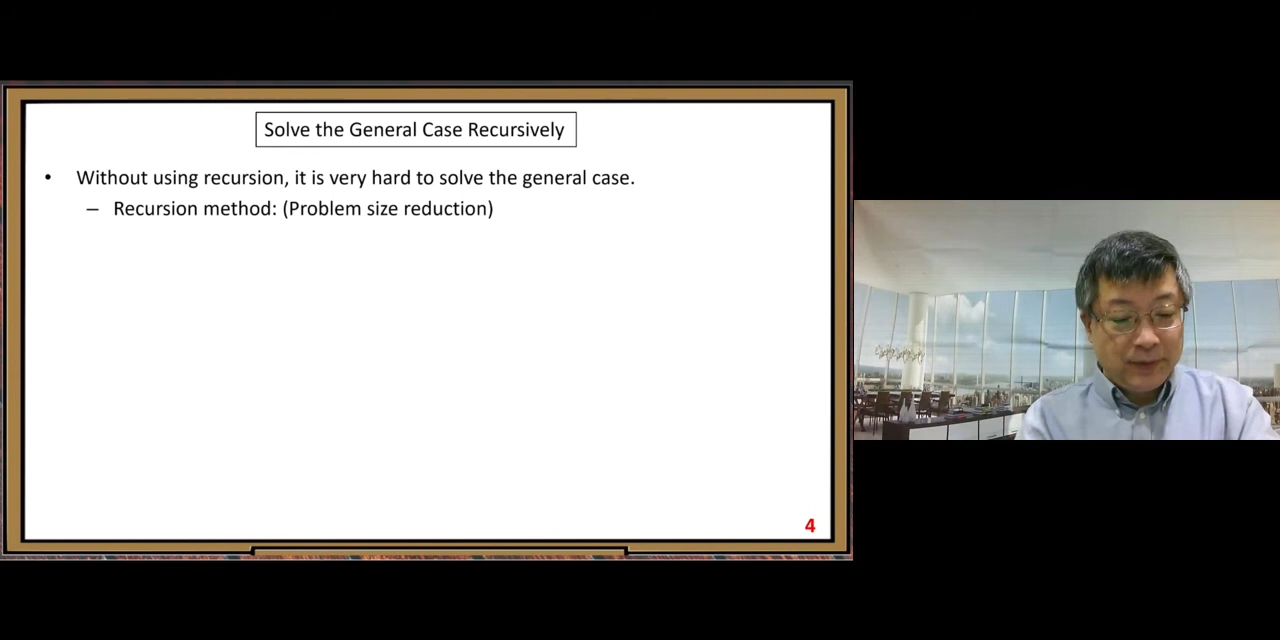 Solve the General Case Recursively
• Without using recursion, it is very hard to solve the general case.
– Recursion method: (Problem size reduction)
4